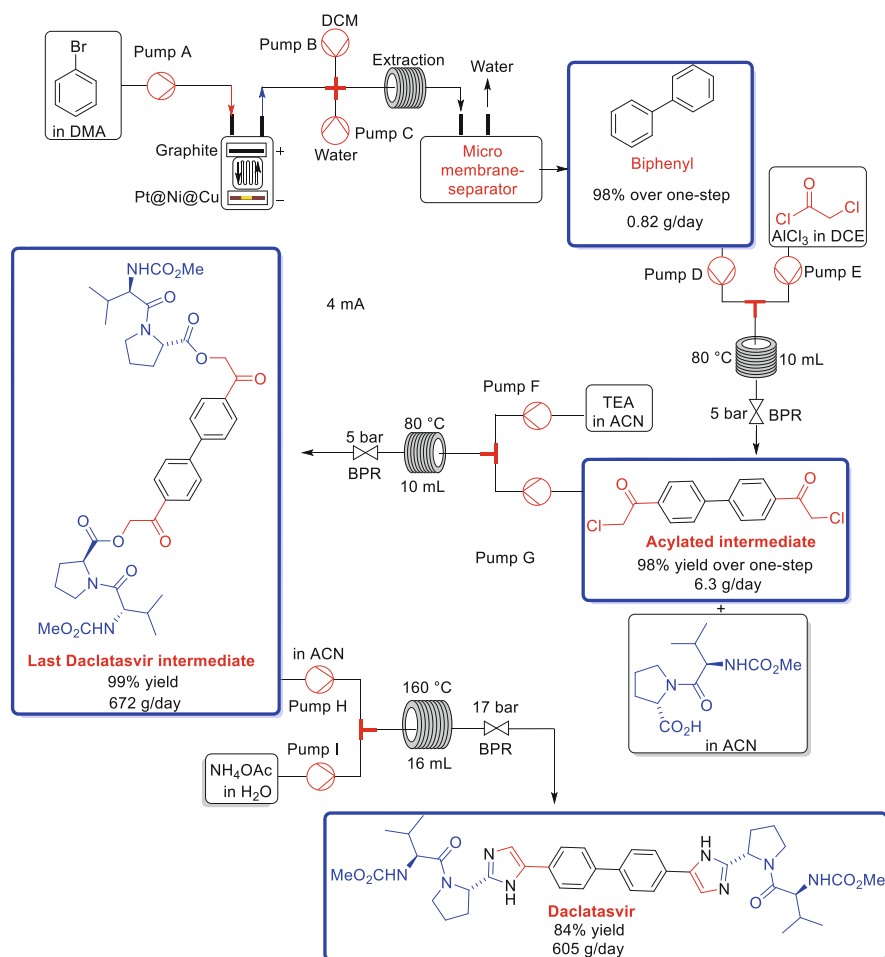 Br
in DMA
Pump A
Pump B
DCM
Water
Pump C
Extraction
Water
Graphite
+
Pt@Ni@Cu
−
Micro
membrane-
separator
Biphenyl
98% over one-step
0.82 g/day
O
Cl
Cl
AlCl₃ in DCE
Pump D
Pump E
80 °C
10 mL
5 bar
BPR
4 mA
NHCO₂Me
O
N
O
O
O
O
O
O
N
O
MeO₂CHN
Last Daclatasvir intermediate
99% yield
672 g/day
5 bar
BPR
80 °C
10 mL
Pump F
TEA
in ACN
Pump G
O
Cl
O
Cl
Acylated intermediate
98% yield over one-step
6.3 g/day
+
NHCO₂Me
N
O
CO₂H
in ACN
in ACN
Pump H
Pump I
NH₄OAc
in H₂O
160 °C
16 mL
17 bar
BPR
O
MeO₂C
N
H
N
N
N
H
H
N
N
N
O
NHCO₂Me
Daclatasvir
84% yield
605 g/day